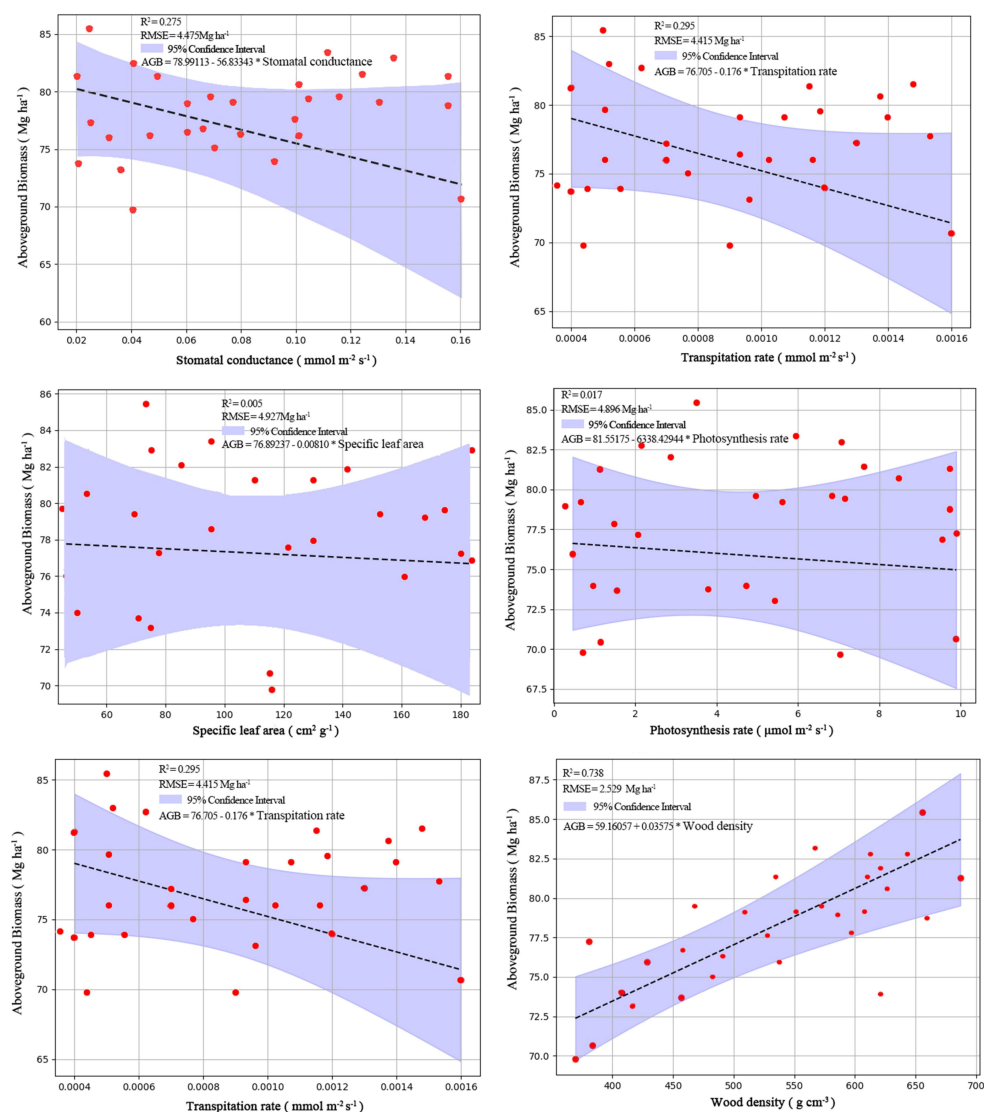 R² = 0.275
RMSE = 4.475Mg ha⁻¹
95% Confidence Interval
AGB = 78.99113 - 56.83343 * Stomatal conductance
Aboveground Biomass ( Mg ha⁻¹)
85
80
75
70
65
60
0.02 0.04 0.06 0.08 0.10 0.12 0.14 0.16
Stomatal conductance ( mmol m⁻² s⁻¹)
R² = 0.295
RMSE = 4.415 Mg ha⁻¹
95% Confidence Interval
AGB = 76.705 - 0.176 * Transpitation rate
Aboveground Biomass ( Mg ha⁻¹)
85
80
75
70
65
0.0004 0.0006 0.0008 0.0010 0.0012 0.0014 0.0016
Transpitation rate ( mmol m⁻² s⁻¹)
R² = 0.005
RMSE = 4.927Mg ha⁻¹
95% Confidence Interval
AGB = 76.89237 - 0.00810 * Specific leaf area
Aboveground Biomass ( Mg ha⁻¹)
86
84
82
80
78
76
74
72
70
60 80 100 120 140 160 180
Specific leaf area ( cm² g⁻¹)
R² = 0.017
RMSE = 4.896 Mg ha⁻¹
95% Confidence Interval
AGB = 81.55175 - 6338.42944 * Photosynthesis rate
Aboveground Biomass ( Mg ha⁻¹)
85.0
82.5
80.0
77.5
75.0
72.5
70.0
67.5
0 2 4 6 8 10
Photosynthesis rate ( μmol m⁻² s⁻¹)
R² = 0.295
RMSE = 4.415 Mg ha⁻¹
95% Confidence Interval
AGB = 76.705 - 0.176 * Transpitation rate
Aboveground Biomass ( Mg ha⁻¹)
85
80
75
70
65
0.0004 0.0006 0.0008 0.0010 0.0012 0.0014 0.0016
Transpitation rate ( mmol m⁻² s⁻¹)
R² = 0.738
RMSE = 2.529 Mg ha⁻¹
95% Confidence Interval
AGB = 59.16057 + 0.03575 * Wood density
Aboveground Biomass ( Mg ha⁻¹)
87.5
85.0
82.5
80.0
77.5
75.0
72.5
70.0
400 450 500 550 600 650 700
Wood density ( g cm⁻³)